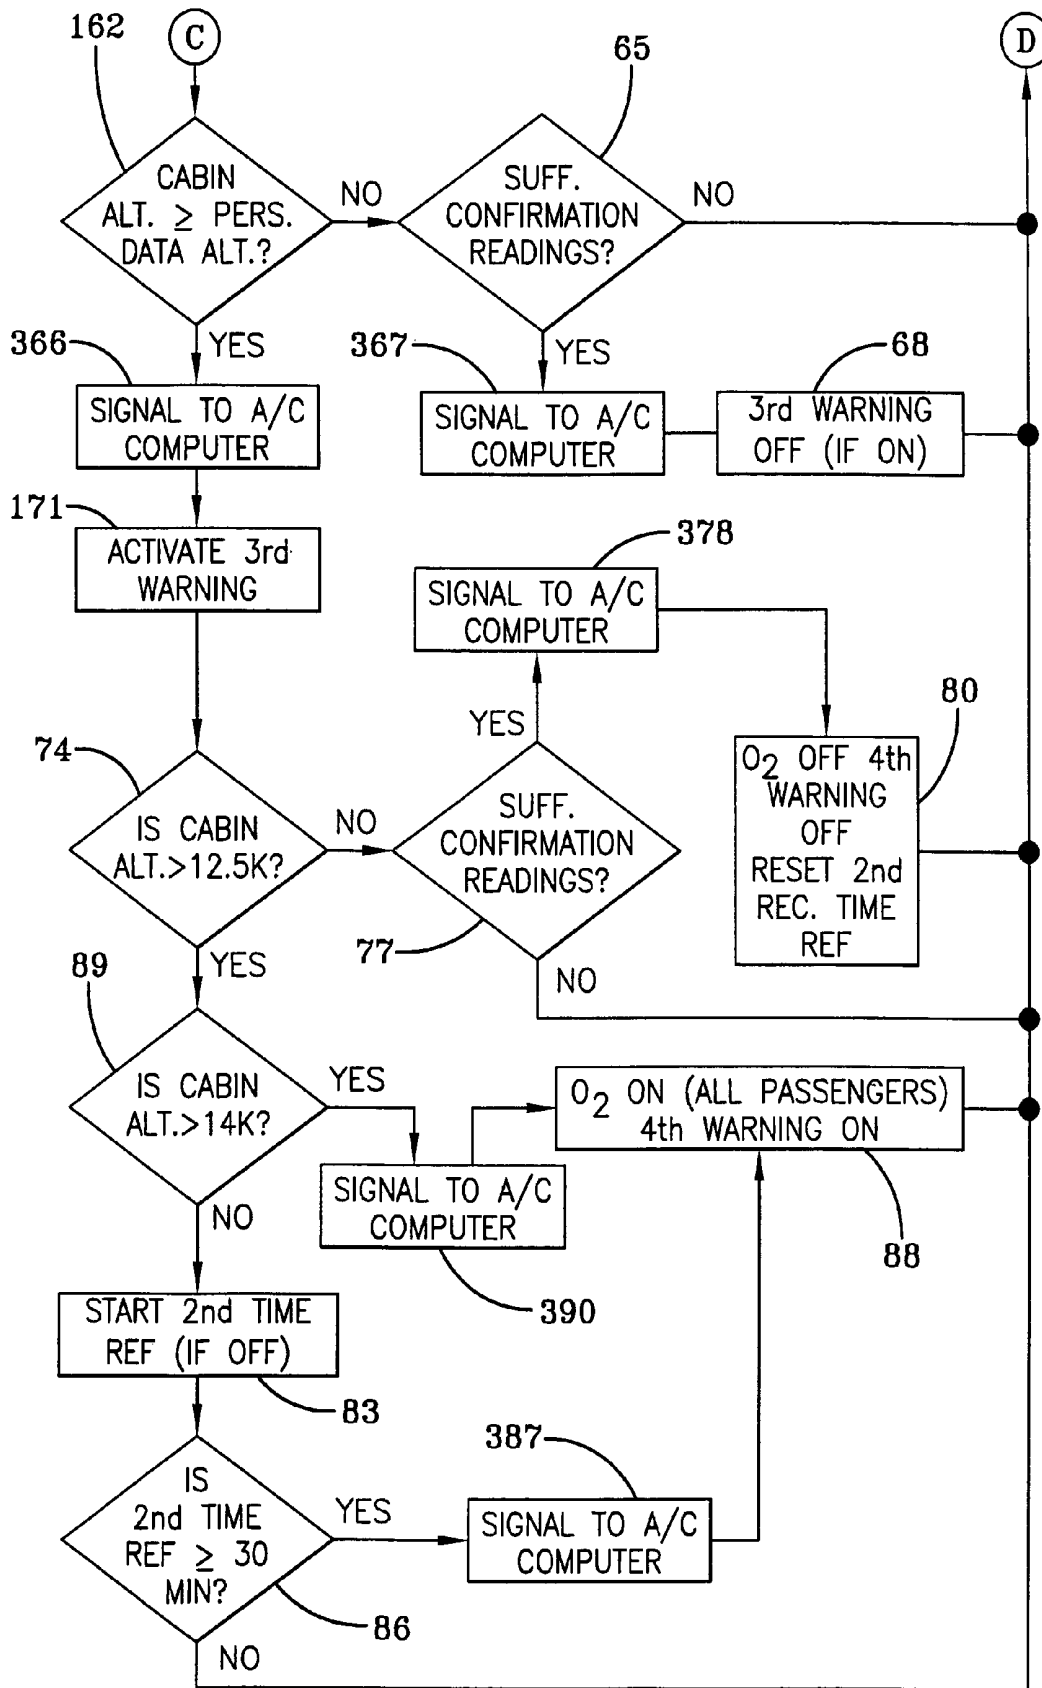 162
C
D
65
CABIN
ALT. ≥ PERS.
DATA ALT.?
NO
SUFF.
CONFIRMATION
READINGS?
NO
YES
YES
366
367
68
SIGNAL TO A/C
COMPUTER
SIGNAL TO A/C
COMPUTER
3rd WARNING
OFF (IF ON)
171
ACTIVATE 3rd
WARNING
378
SIGNAL TO A/C
COMPUTER
74
IS CABIN
ALT.>12.5K?
NO
YES
SUFF.
CONFIRMATION
READINGS?
77
NO
80
O2 OFF 4th
WARNING
OFF
RESET 2nd
REC. TIME
REF
YES
89
IS CABIN
ALT.>14K?
YES
O2 ON (ALL PASSENGERS)
4th WARNING ON
88
SIGNAL TO A/C
COMPUTER
390
NO
START 2nd TIME
REF (IF OFF)
83
IS
2nd TIME
REF ≥ 30
MIN?
YES
387
SIGNAL TO A/C
COMPUTER
86
NO